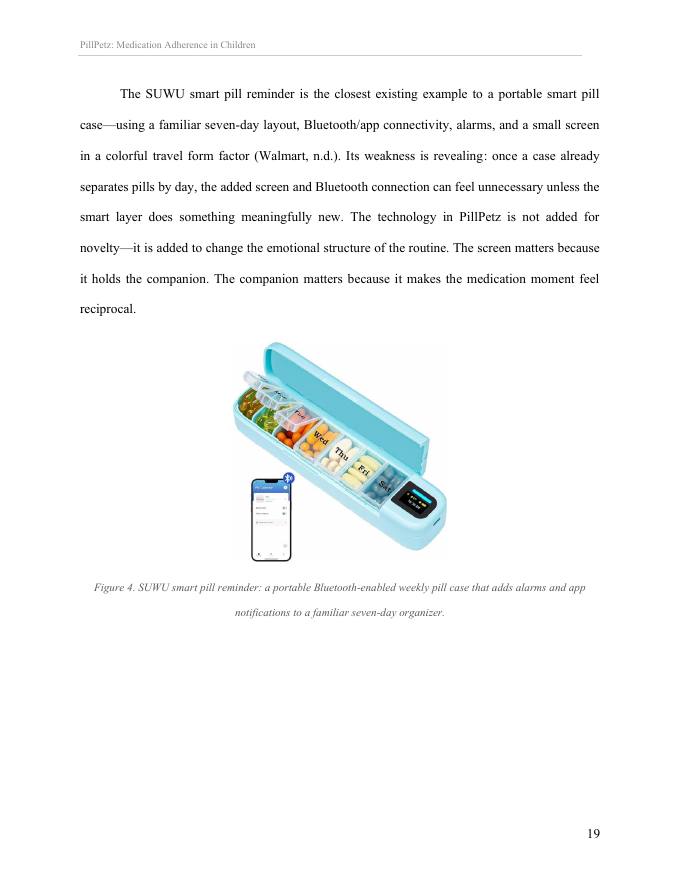 PillPetz: Medication Adherence in Children
The SUWU smart pill reminder is the closest existing example to a portable smart pill
case—using a familiar seven-day layout, Bluetooth/app connectivity, alarms, and a small screen
in a colorful travel form factor (Walmart, n.d.). Its weakness is revealing: once a case already
separates pills by day, the added screen and Bluetooth connection can feel unnecessary unless the
smart layer does something meaningfully new. The technology in PillPetz is not added for
novelty—it is added to change the emotional structure of the routine. The screen matters because
it holds the companion. The companion matters because it makes the medication moment feel
reciprocal.
Wed
Thu
Fri
Sat
Figure 4. SUWU smart pill reminder: a portable Bluetooth-enabled weekly pill case that adds alarms and app
notifications to a familiar seven-day organizer.
19